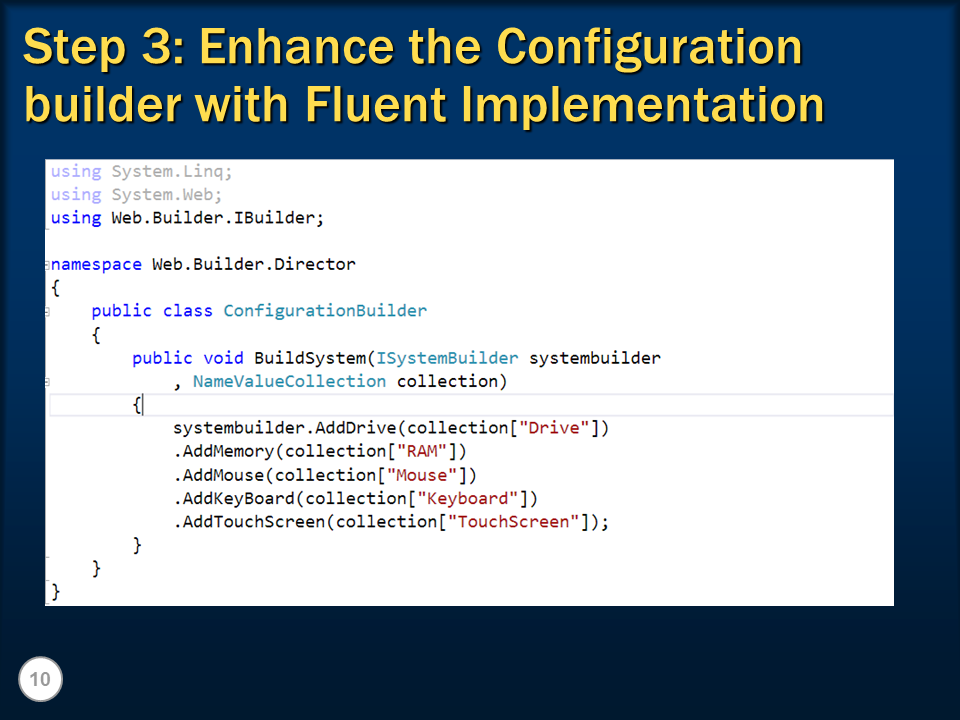 Step 3: Enhance the Configuration
builder with Fluent Implementation
using System.Linq;
using System.Web;
using Web.Builder.IBuilder;
namespace Web.Builder.Director
{
public class ConfigurationBuilder
{
public void BuildSystem(ISystemBuilder systembuilder
, NameValueCollection collection)
{
systembuilder.AddDrive(collection["Drive"])
.AddMemory(collection["RAM"])
.AddMouse(collection["Mouse"])
.AddKeyBoard(collection["Keyboard"])
.AddTouchScreen(collection["TouchScreen"]);
}
}
}
10